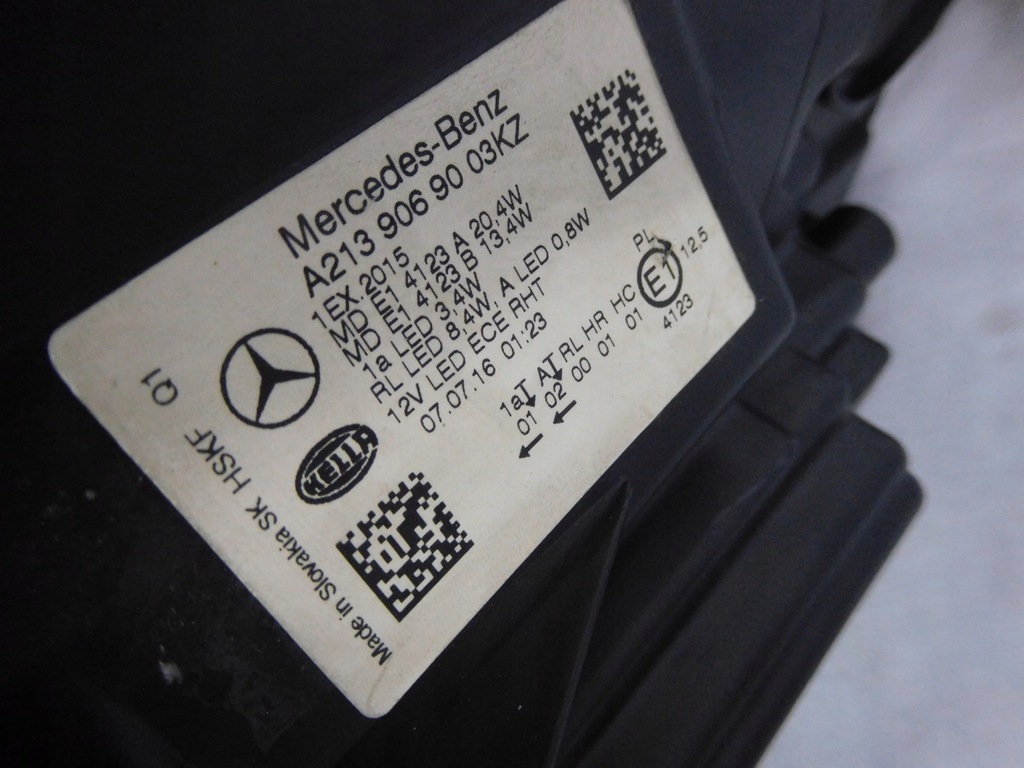 Mercedes-Benz
A213 906 90 03KZ
1EX 2015
MD E1 4123 A 20,4W
MD E1 4123 B 13,4W
1a LED 3,4W
RL LED 8,4W, A LED 0,8W
12V LED ECE RHT
07.07.16 01:23
PL
1a AT RL HR HC E1 12,5
01 02 00 01 01 4123
HELLA
Q1
Made in Slovakia SK HSKF